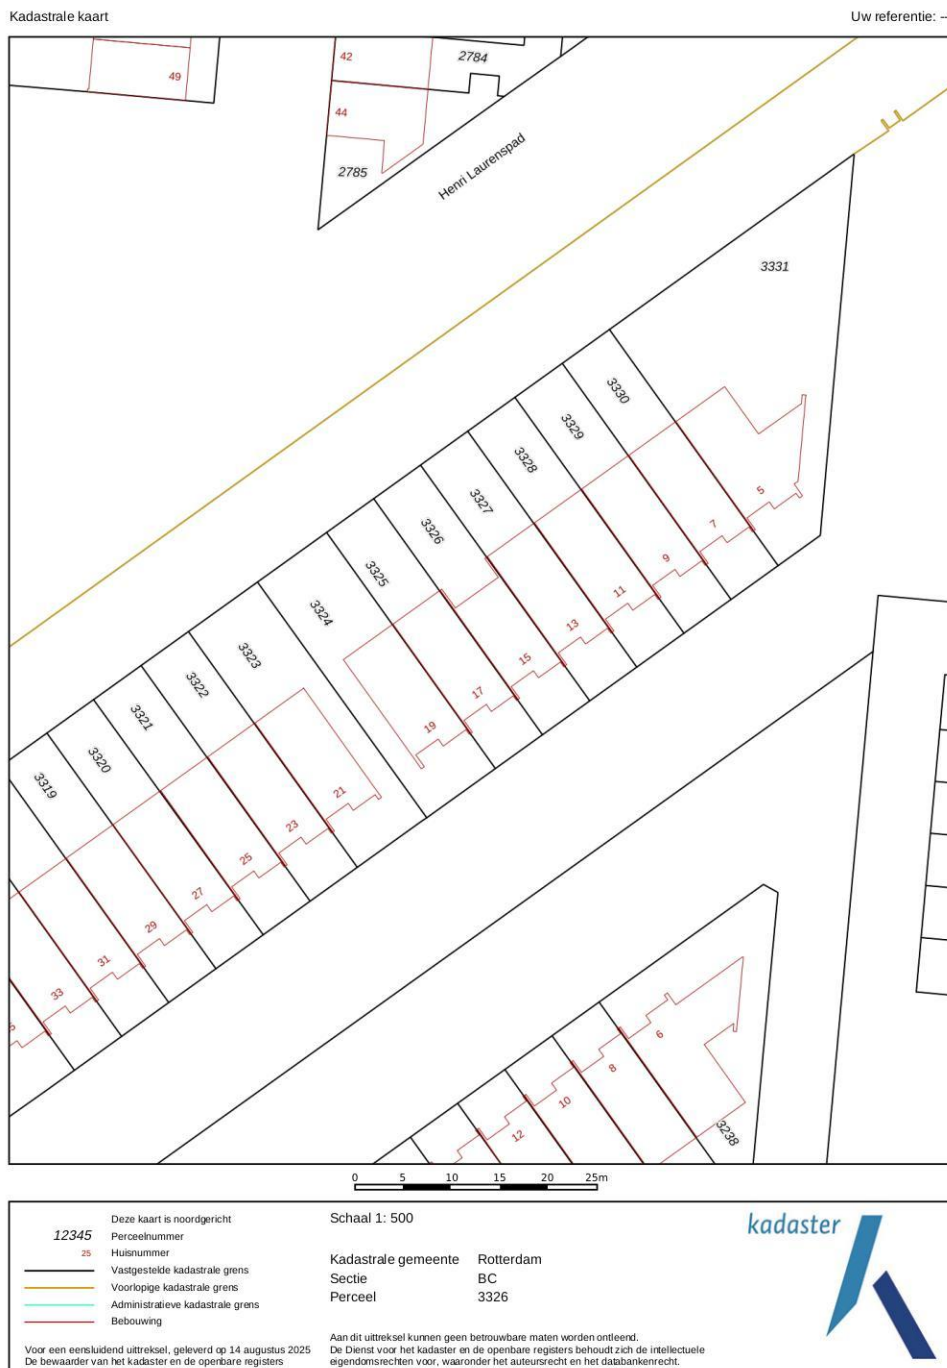 Kadastrale kaart
Uw referentie: --
49
42
2784
44
2785
Henri Laurenspad
3331
3330
3329
3328
3327
3326
3325
3324
3323
3322
3321
3320
3319
5
7
9
11
13
15
17
19
21
23
25
27
29
31
33
6
8
10
12
3238
0 5 10 15 20 25m
Deze kaart is noordgericht
12345 Perceelnummer
25 Huisnummer
Vastgestelde kadastrale grens
Voorlopige kadastrale grens
Administratieve kadastrale grens
Bebouwing
Voor een eensluidend uittreksel, geleverd op 14 augustus 2025
De bewaarder van het kadaster en de openbare registers
Schaal 1: 500
Kadastrale gemeente Rotterdam
Sectie BC
Perceel 3326
Aan dit uittreksel kunnen geen betrouwbare maten worden ontleend.
De Dienst voor het kadaster en de openbare registers behoudt zich de intellectuele
eigendomsrechten voor, waaronder het auteursrecht en het databankenrecht.
kadaster